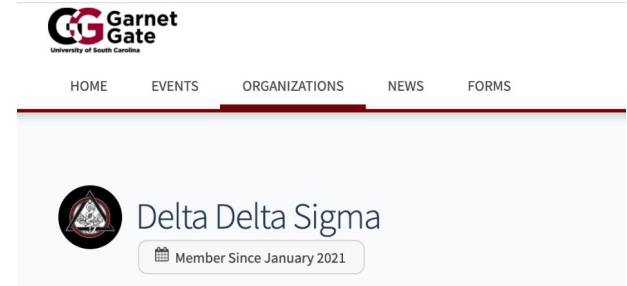 Garnet
Gate
University of South Carolina
HOME EVENTS ORGANIZATIONS NEWS FORMS
Delta Delta Sigma
Member Since January 2021